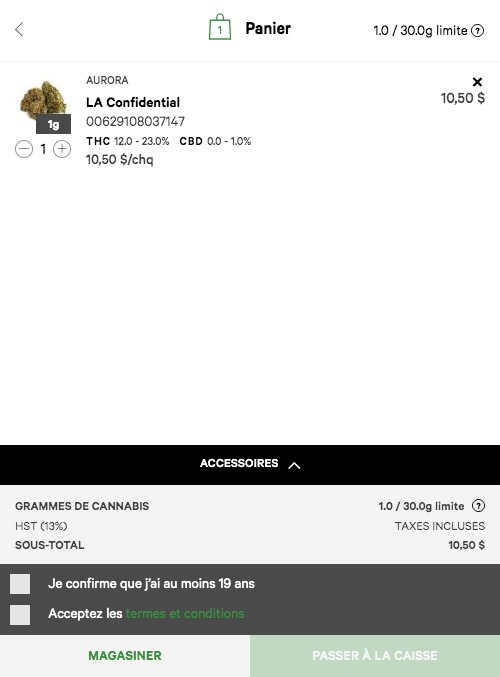 1 Panier 1.0 / 30.0g limite ?
AURORA
LA Confidential 10,50 $
00629108037147
1g
THC 12.0 - 23.0% CBD 0.0 - 1.0%
1
10,50 $/chq
ACCESSOIRES
GRAMMES DE CANNABIS 1.0 / 30.0g limite ?
HST (13%) TAXES INCLUSES
SOUS-TOTAL 10,50 $
Je confirme que j'ai au moins 19 ans
Acceptez les termes et conditions
MAGASINER PASSER À LA CAISSE